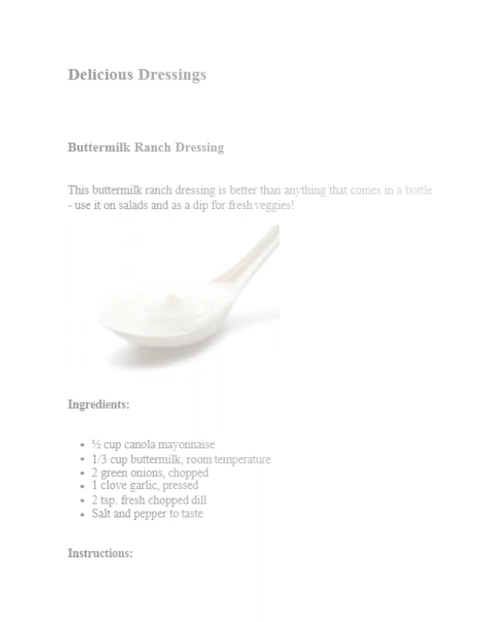 Delicious Dressings
Buttermilk Ranch Dressing
This buttermilk ranch dressing is better than anything that comes in a bottle
- use it on salads and as a dip for fresh veggies!
Ingredients:
• ½ cup canola mayonnaise
• 1/3 cup buttermilk, room temperature
• 2 green onions, chopped
• 1 clove garlic, pressed
• 2 tsp. fresh chopped dill
• Salt and pepper to taste
Instructions: